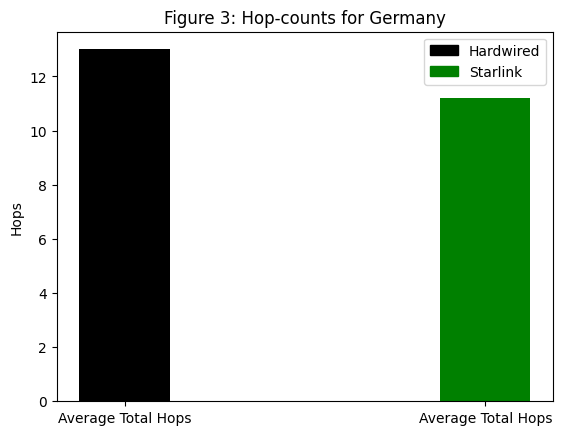 Figure 3: Hop-counts for Germany
Hardwired
Starlink
Hops
12
10
8
6
4
2
0
Average Total Hops
Average Total Hops